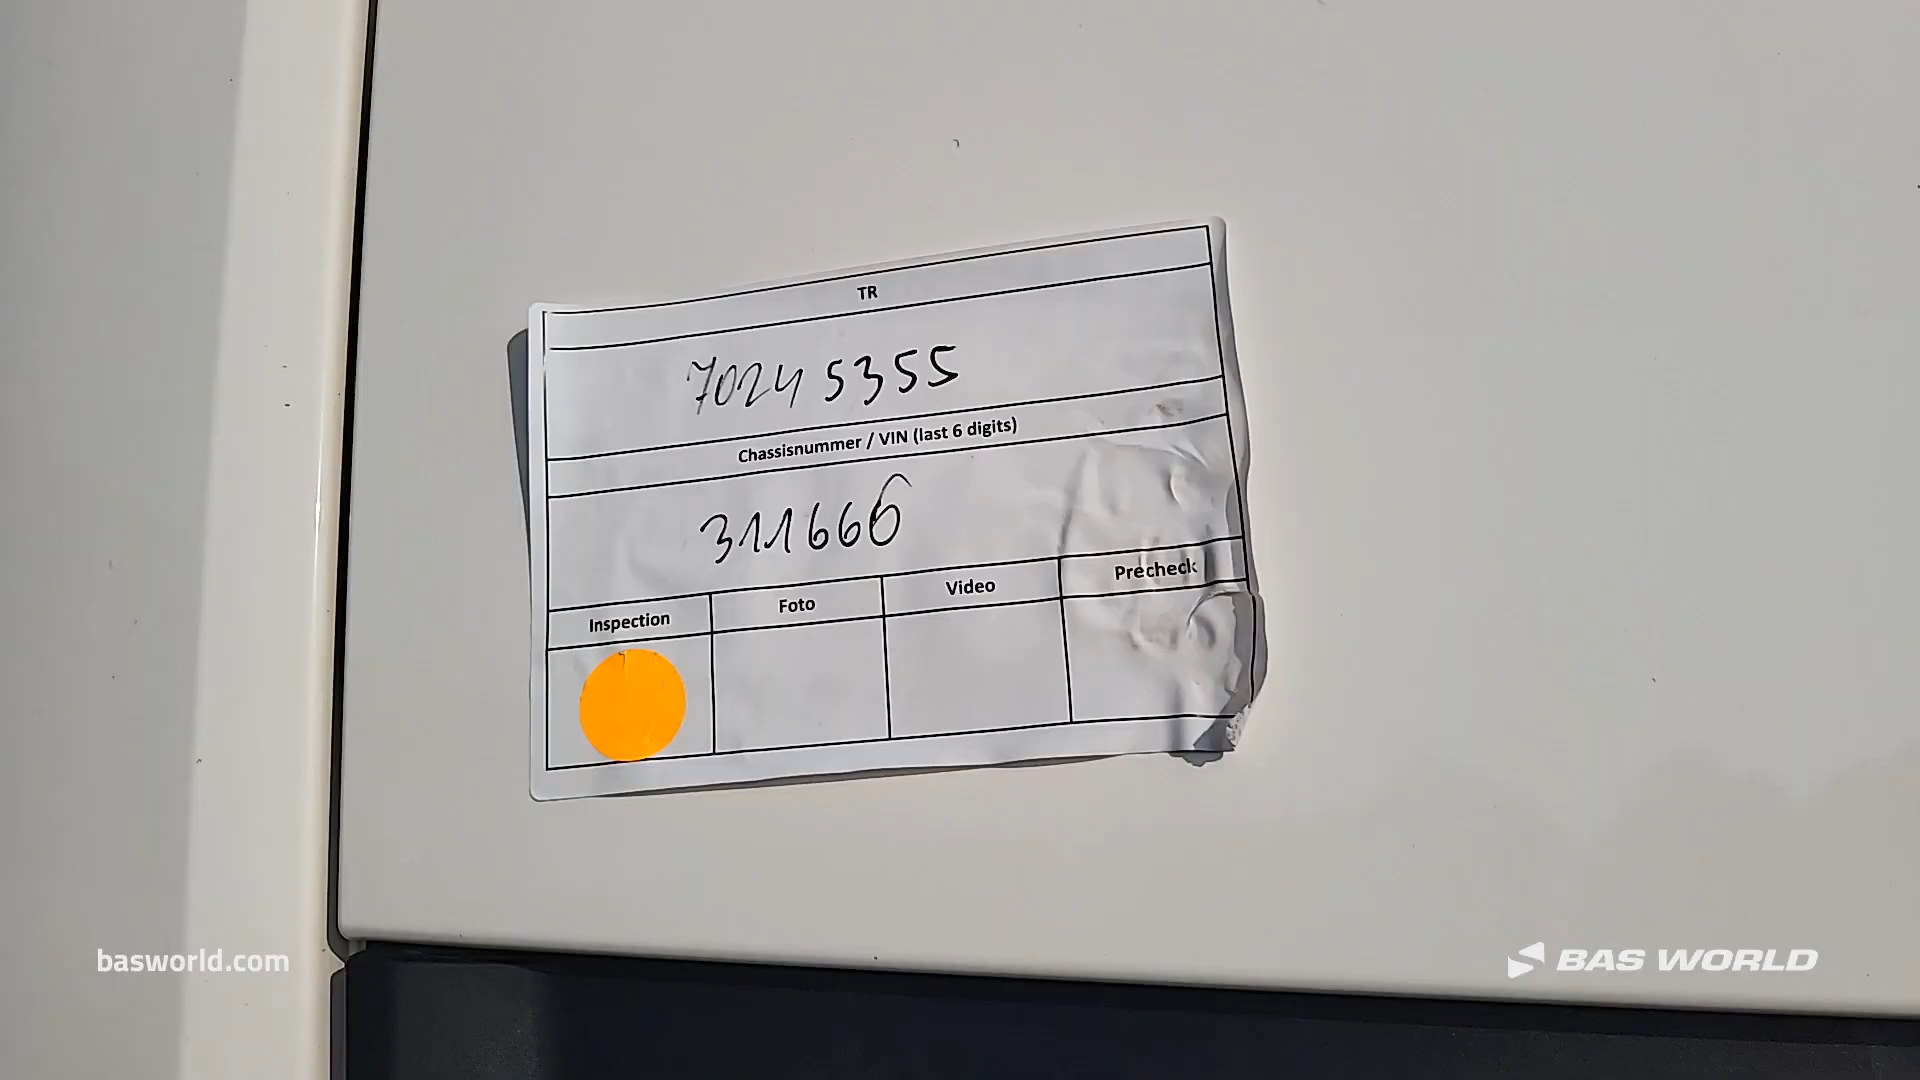 TR
70245355
Chassisnummer / VIN (last 6 digits)
311666
Inspection Foto Video Precheck
basworld.com
BAS WORLD